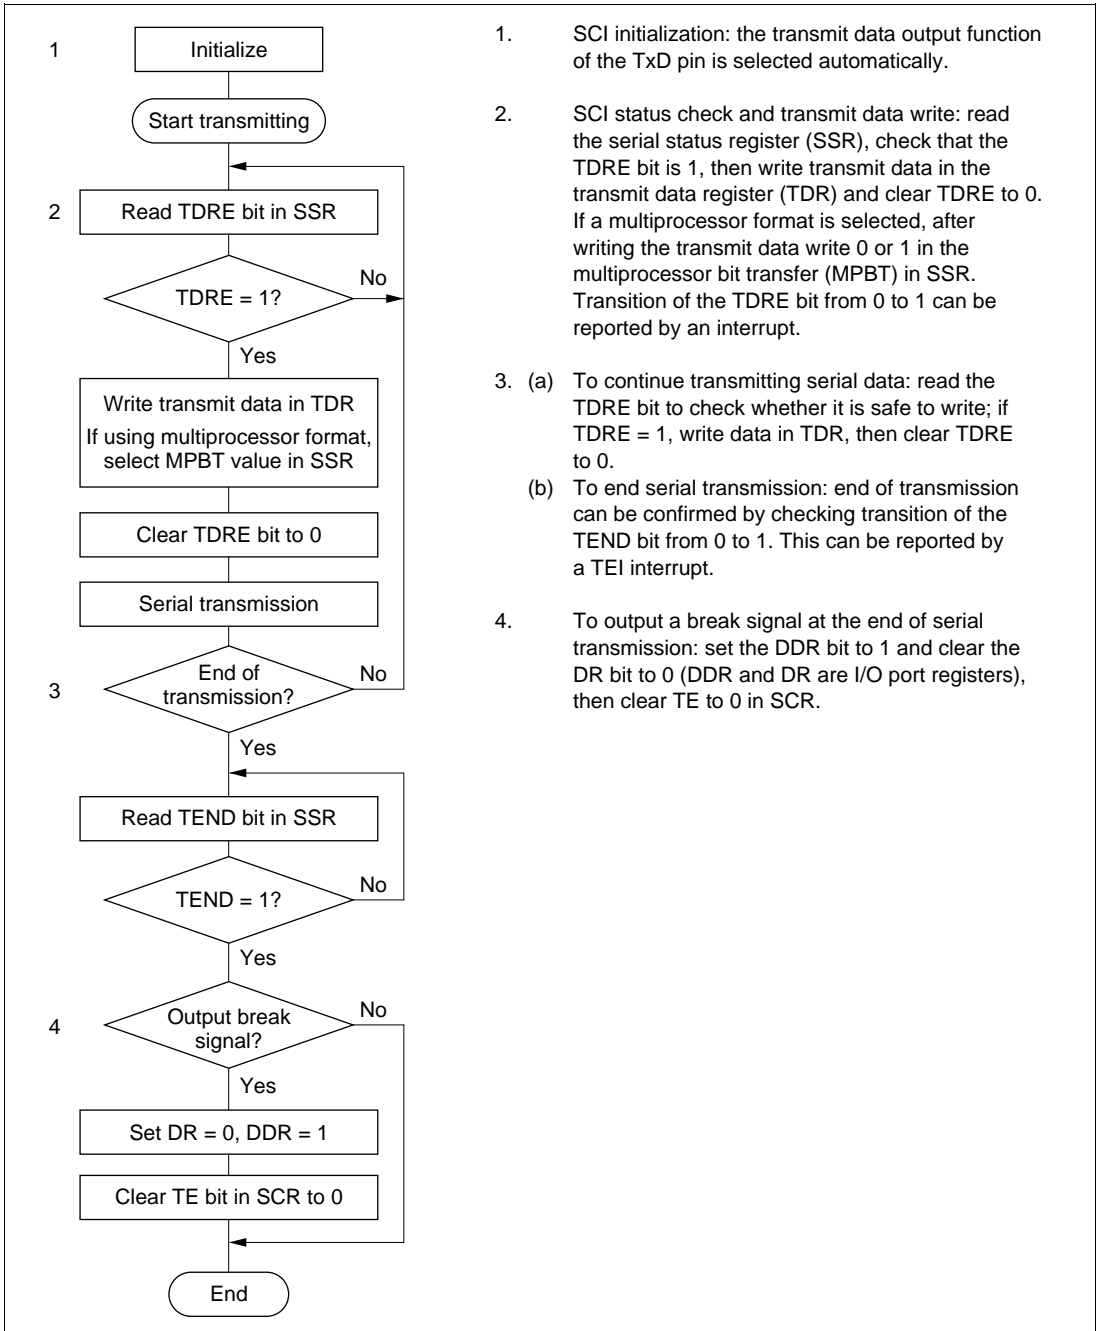 1
Initialize
Start transmitting
2
Read TDRE bit in SSR
TDRE = 1?
No
Yes
Write transmit data in TDR
If using multiprocessor format,
select MPBT value in SSR
Clear TDRE bit to 0
Serial transmission
3
End of
transmission?
No
Yes
Read TEND bit in SSR
TEND = 1?
No
Yes
4
Output break
signal?
No
Yes
Set DR = 0, DDR = 1
Clear TE bit in SCR to 0
End
1. SCI initialization: the transmit data output function
of the TxD pin is selected automatically.
2. SCI status check and transmit data write: read
the serial status register (SSR), check that the
TDRE bit is 1, then write transmit data in the
transmit data register (TDR) and clear TDRE to 0.
If a multiprocessor format is selected, after
writing the transmit data write 0 or 1 in the
multiprocessor bit transfer (MPBT) in SSR.
Transition of the TDRE bit from 0 to 1 can be
reported by an interrupt.
3. (a) To continue transmitting serial data: read the
TDRE bit to check whether it is safe to write; if
TDRE = 1, write data in TDR, then clear TDRE
to 0.
(b) To end serial transmission: end of transmission
can be confirmed by checking transition of the
TEND bit from 0 to 1. This can be reported by
a TEI interrupt.
4. To output a break signal at the end of serial
transmission: set the DDR bit to 1 and clear the
DR bit to 0 (DDR and DR are I/O port registers),
then clear TE to 0 in SCR.